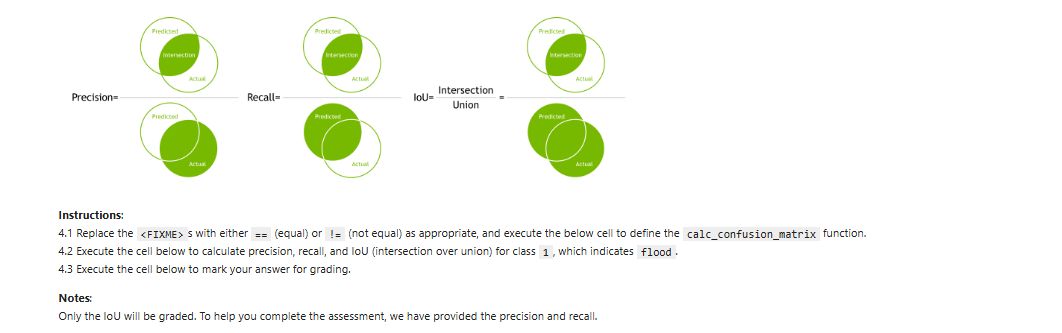 Predicted Predicted Predicted
Intersection Intersection Intersection
Actual Actual Actual
Precision= Recall= IoU= Intersection =
Union
Predicted Predicted Predicted
Actual Actual Actual
Instructions:
4.1 Replace the <FIXME> s with either == (equal) or != (not equal) as appropriate, and execute the below cell to define the calc_confusion_matrix function.
4.2 Execute the cell below to calculate precision, recall, and IoU (intersection over union) for class 1 , which indicates flood .
4.3 Execute the cell below to mark your answer for grading.
Notes:
Only the IoU will be graded. To help you complete the assessment, we have provided the precision and recall.